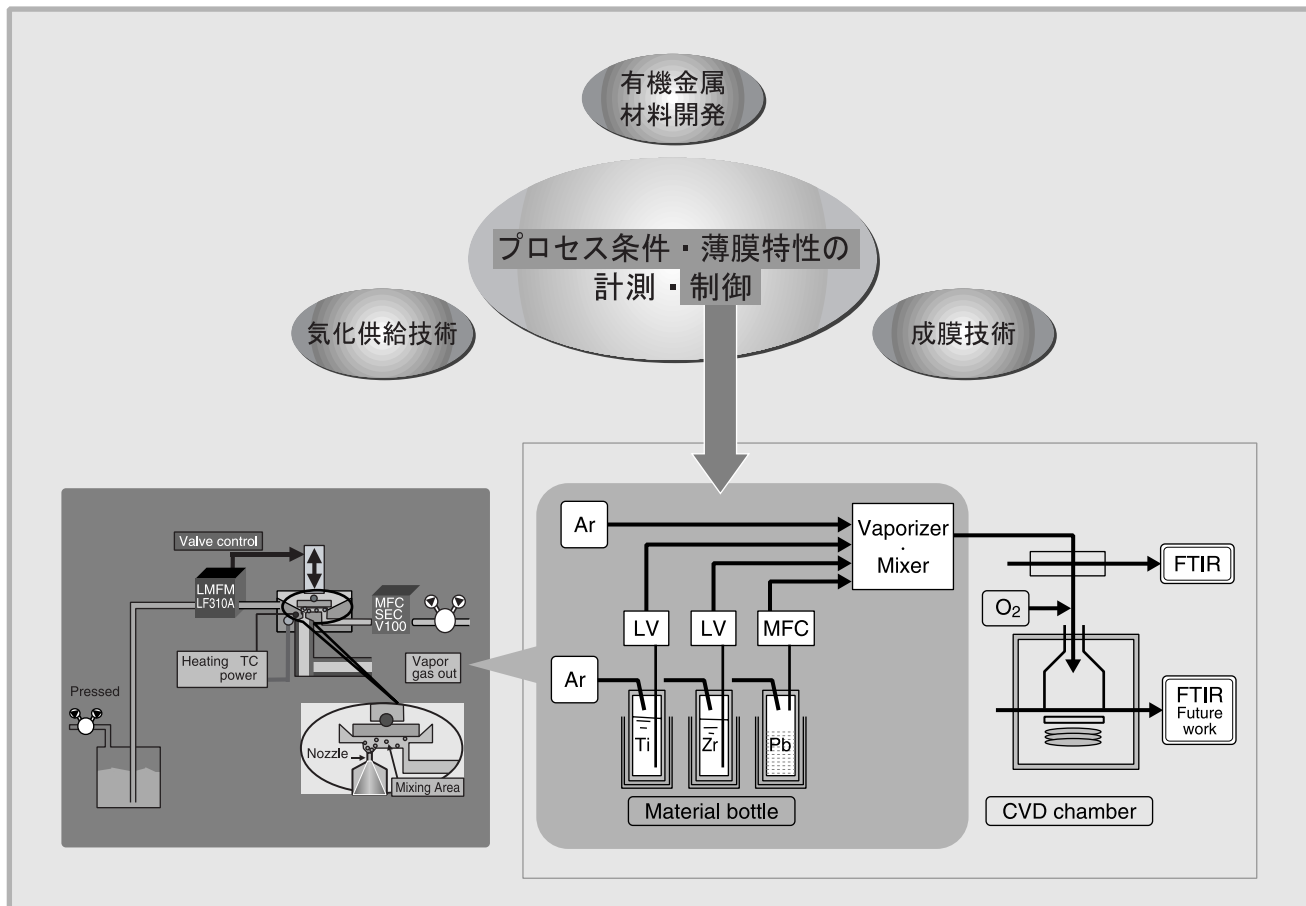 有機金属
材料開発
プロセス条件・薄膜特性の
計測・制御
気化供給技術
成膜技術
Valve control
LMFM
LF310A
MFC
SEC
V100
Heating TC
power
Vapor
gas out
Pressed
Nozzle
Mixing Area
Ar
Vaporizer
・
Mixer
FTIR
O₂
LV
LV
MFC
Ar
Ti
Zr
Pb
FTIR
Future
work
Material bottle
CVD chamber